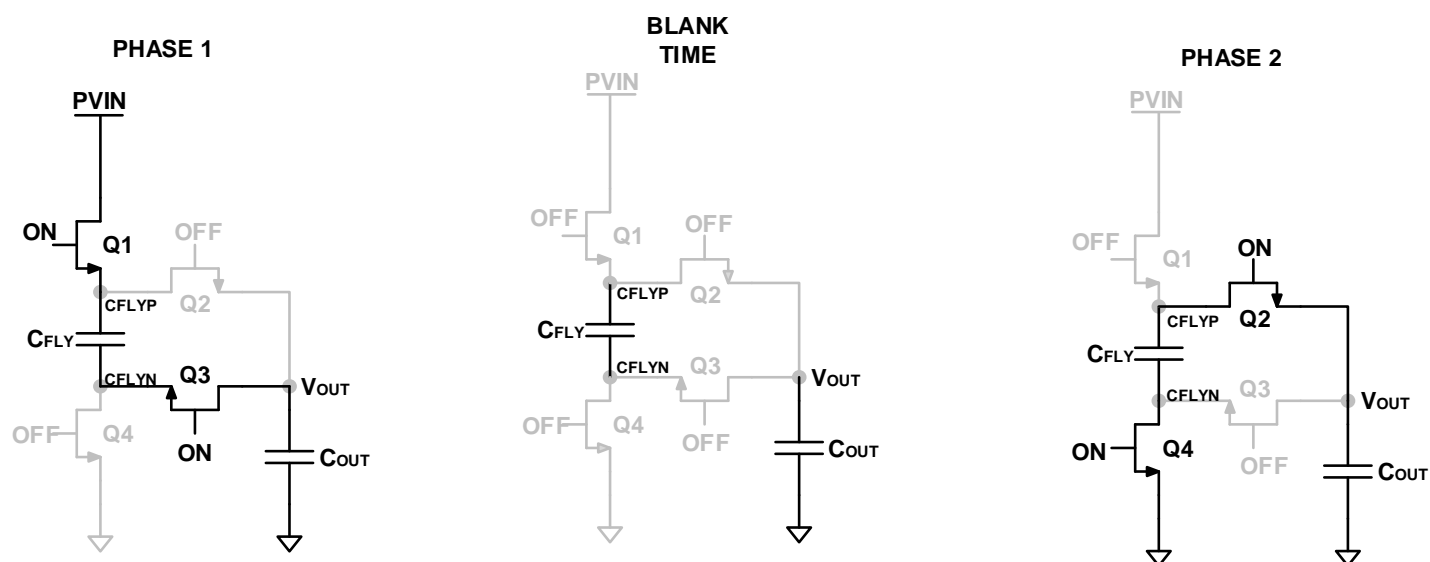 PHASE 1
PVIN
ON
Q1
OFF
Q2
CFLYP
CFLY
CFLYN
Q3
VOUT
OFF
Q4
ON
COUT
BLANK
TIME
PVIN
OFF
Q1
OFF
Q2
CFLYP
CFLY
CFLYN
Q3
VOUT
OFF
Q4
OFF
COUT
PHASE 2
PVIN
OFF
Q1
ON
Q2
CFLYP
CFLY
CFLYN
Q3
VOUT
ON
Q4
OFF
COUT